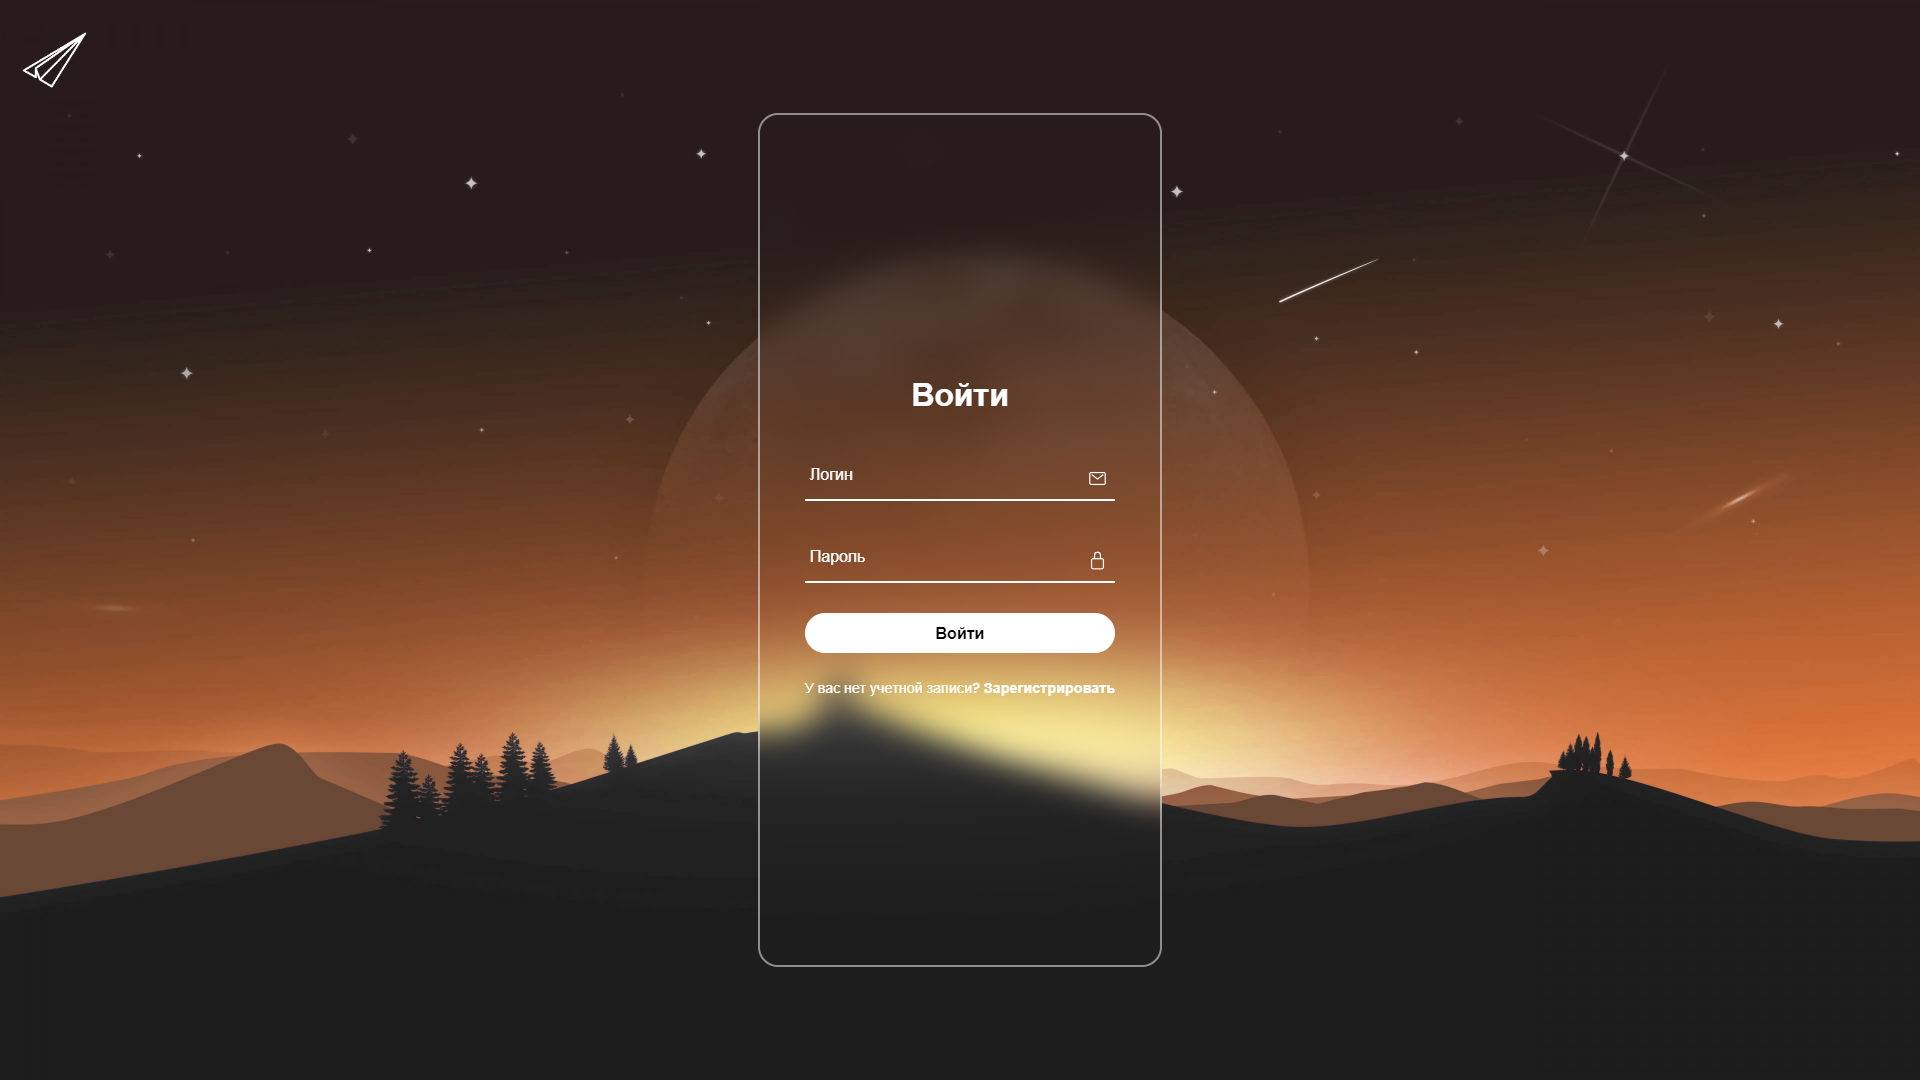 Войти
Логин
Пароль
Войти
У вас нет учетной записи? Зарегистрировать